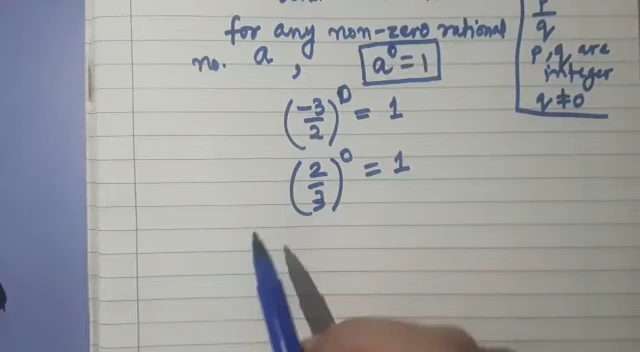 for any non-zero rational
no. a, a⁰ = 1
(-3/2)⁰ = 1
(2/3)⁰ = 1
p/q
p, q are
integer
q ≠ 0